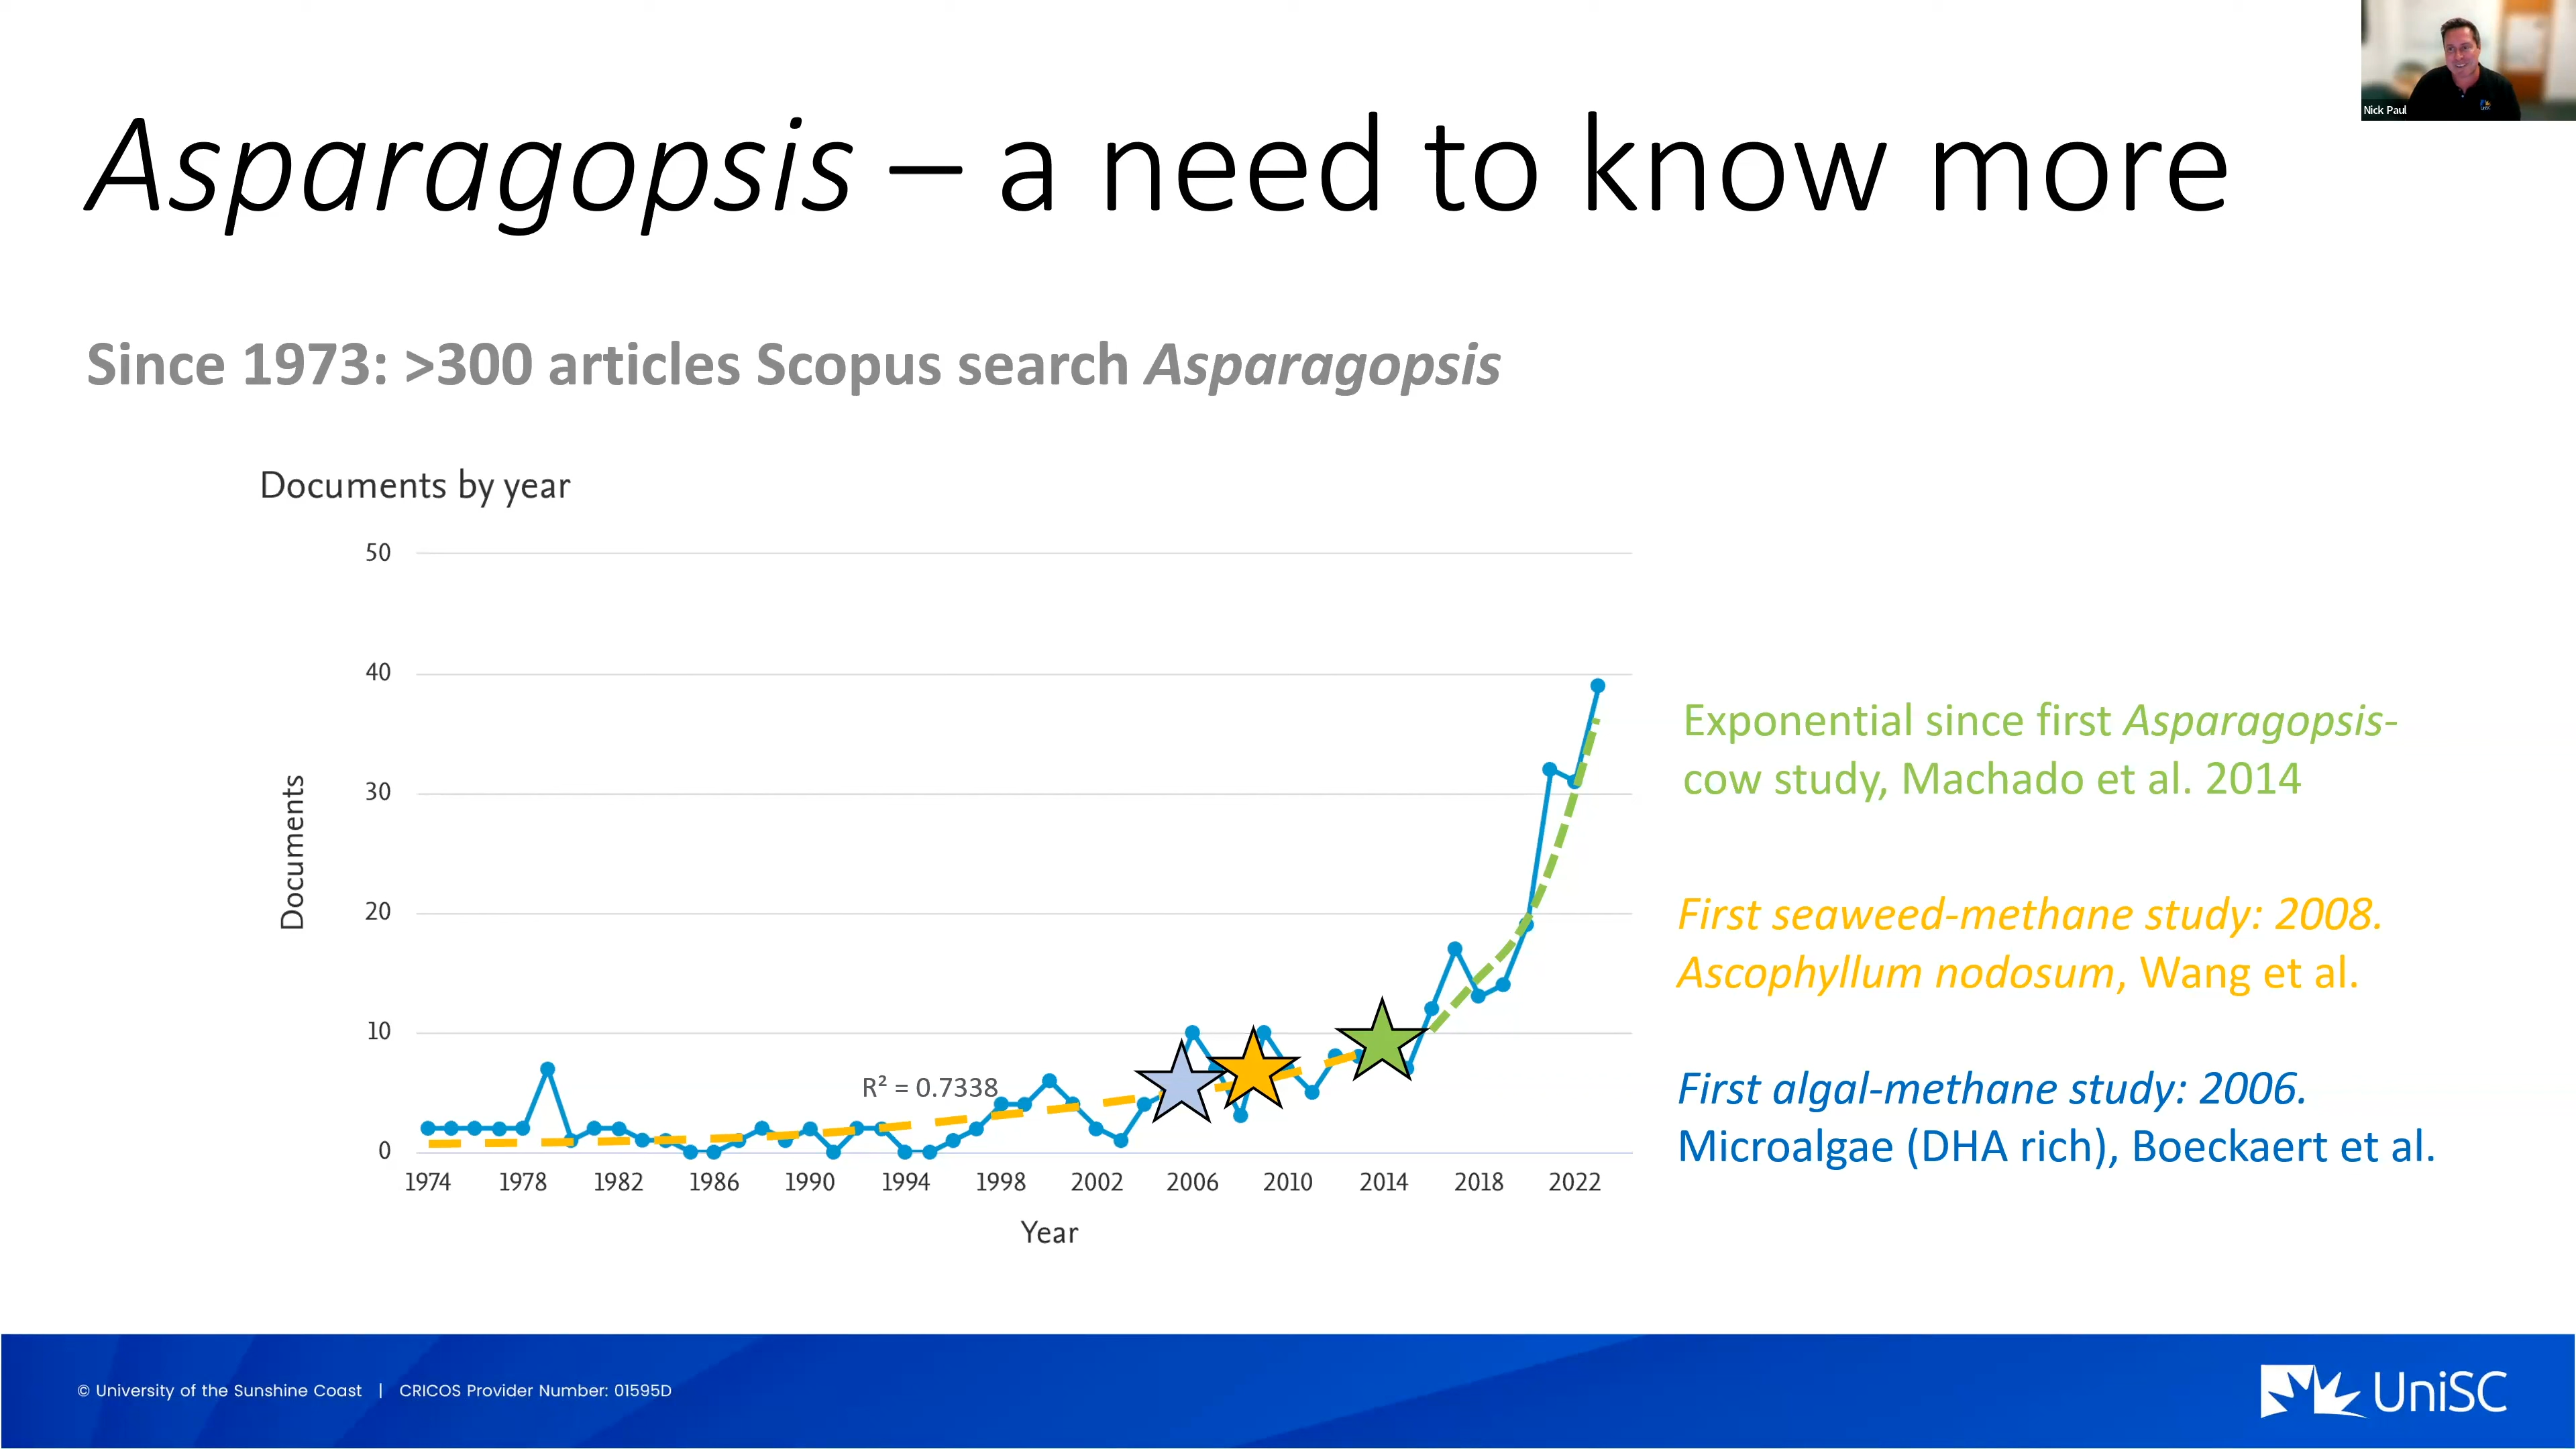 Nick Paul
Asparagopsis – a need to know more
Since 1973: >300 articles Scopus search Asparagopsis
Documents by year
50
40
30
20
10
0
Documents
R² = 0.7338
1974 1978 1982 1986 1990 1994 1998 2002 2006 2010 2014 2018 2022
Year
Exponential since first Asparagopsis-
cow study, Machado et al. 2014
First seaweed-methane study: 2008.
Ascophyllum nodosum, Wang et al.
First algal-methane study: 2006.
Microalgae (DHA rich), Boeckaert et al.
© University of the Sunshine Coast | CRICOS Provider Number: 01595D
UniSC